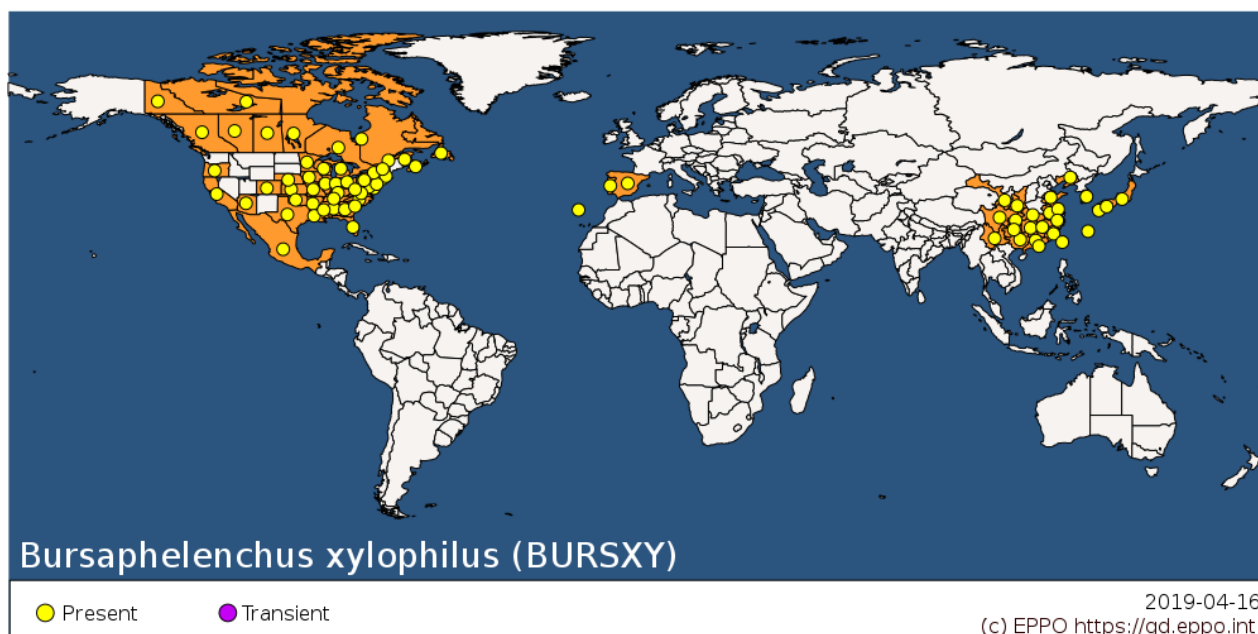 Bursaphelenchus xylophilus (BURSXY)
Present
Transient
2019-04-16
(c) EPPO https://gd.eppo.int